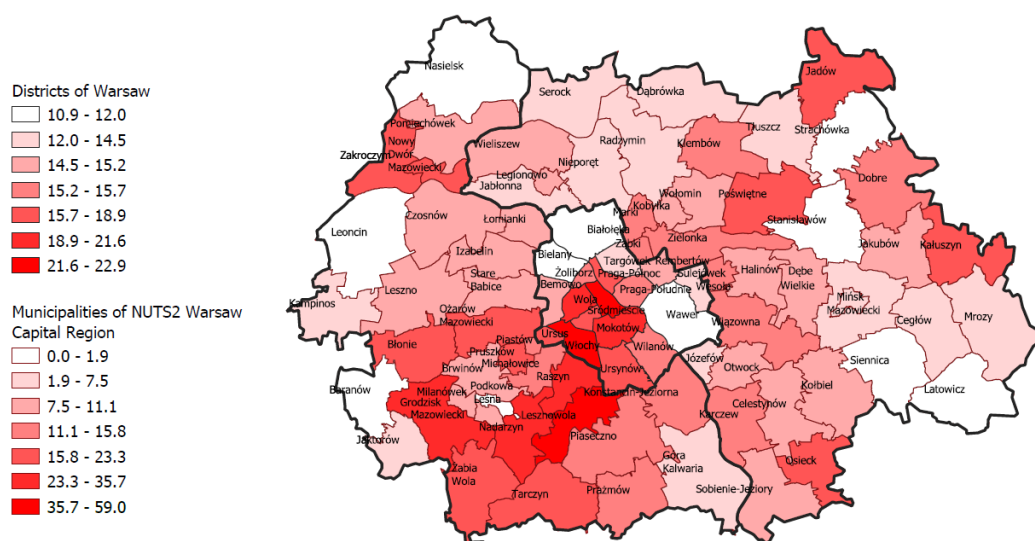 Districts of Warsaw
10.9 - 12.0
12.0 - 14.5
14.5 - 15.2
15.2 - 15.7
15.7 - 18.9
18.9 - 21.6
21.6 - 22.9
Municipalities of NUTS2 Warsaw
Capital Region
0.0 - 1.9
1.9 - 7.5
7.5 - 11.1
11.1 - 15.8
15.8 - 23.3
23.3 - 35.7
35.7 - 59.0
Nasielsk
Jadów
Serock
Dąbrówka
Pomiechówek
Tłuszcz
Strachówka
Nowy
Dwór
Mazowiecki
Zakroczym
Wieliszew
Radzymin
Klembów
Nieporęt
Legionowo
Jabłonna
Dobre
Wołomin
Poświętne
Kobyłka
Marki
Stanisławów
Czosnów
Łomianki
Leoncin
Białołęka
Zielonka
Ząbki
Jakubów
Kałuszyn
Izabelin
Bielany
Targówek
Rembertów
Żoliborz
Praga-Północ
Sulejówek
Halinów
Dębe
Wielkie
Stare
Babice
Bemowo
Praga-Południe
Wesoła
Leszno
Kampinos
Wola
Śródmieście
Wawer
Mińsk
Mazowiecki
Cegłów
Mrozy
Ożarów
Mazowiecki
Wiązowna
Ursus
Mokotów
Błonie
Piastów
Włochy
Wilanów
Pruszków
Michałowice
Józefów
Siennica
Brwinów
Raszyn
Ursynów
Otwock
Baranów
Milanówek
Podkowa
Leśna
Kołbiel
Latowicz
Grodzisk
Mazowiecki
Konstancin-Jeziorna
Celestynów
Lesznowola
Karczew
Nadarzyn
Jaktorów
Piaseczno
Góra
Kalwaria
Osieck
Żabia
Wola
Tarczyn
Prażmów
Sobienie-Jeziory